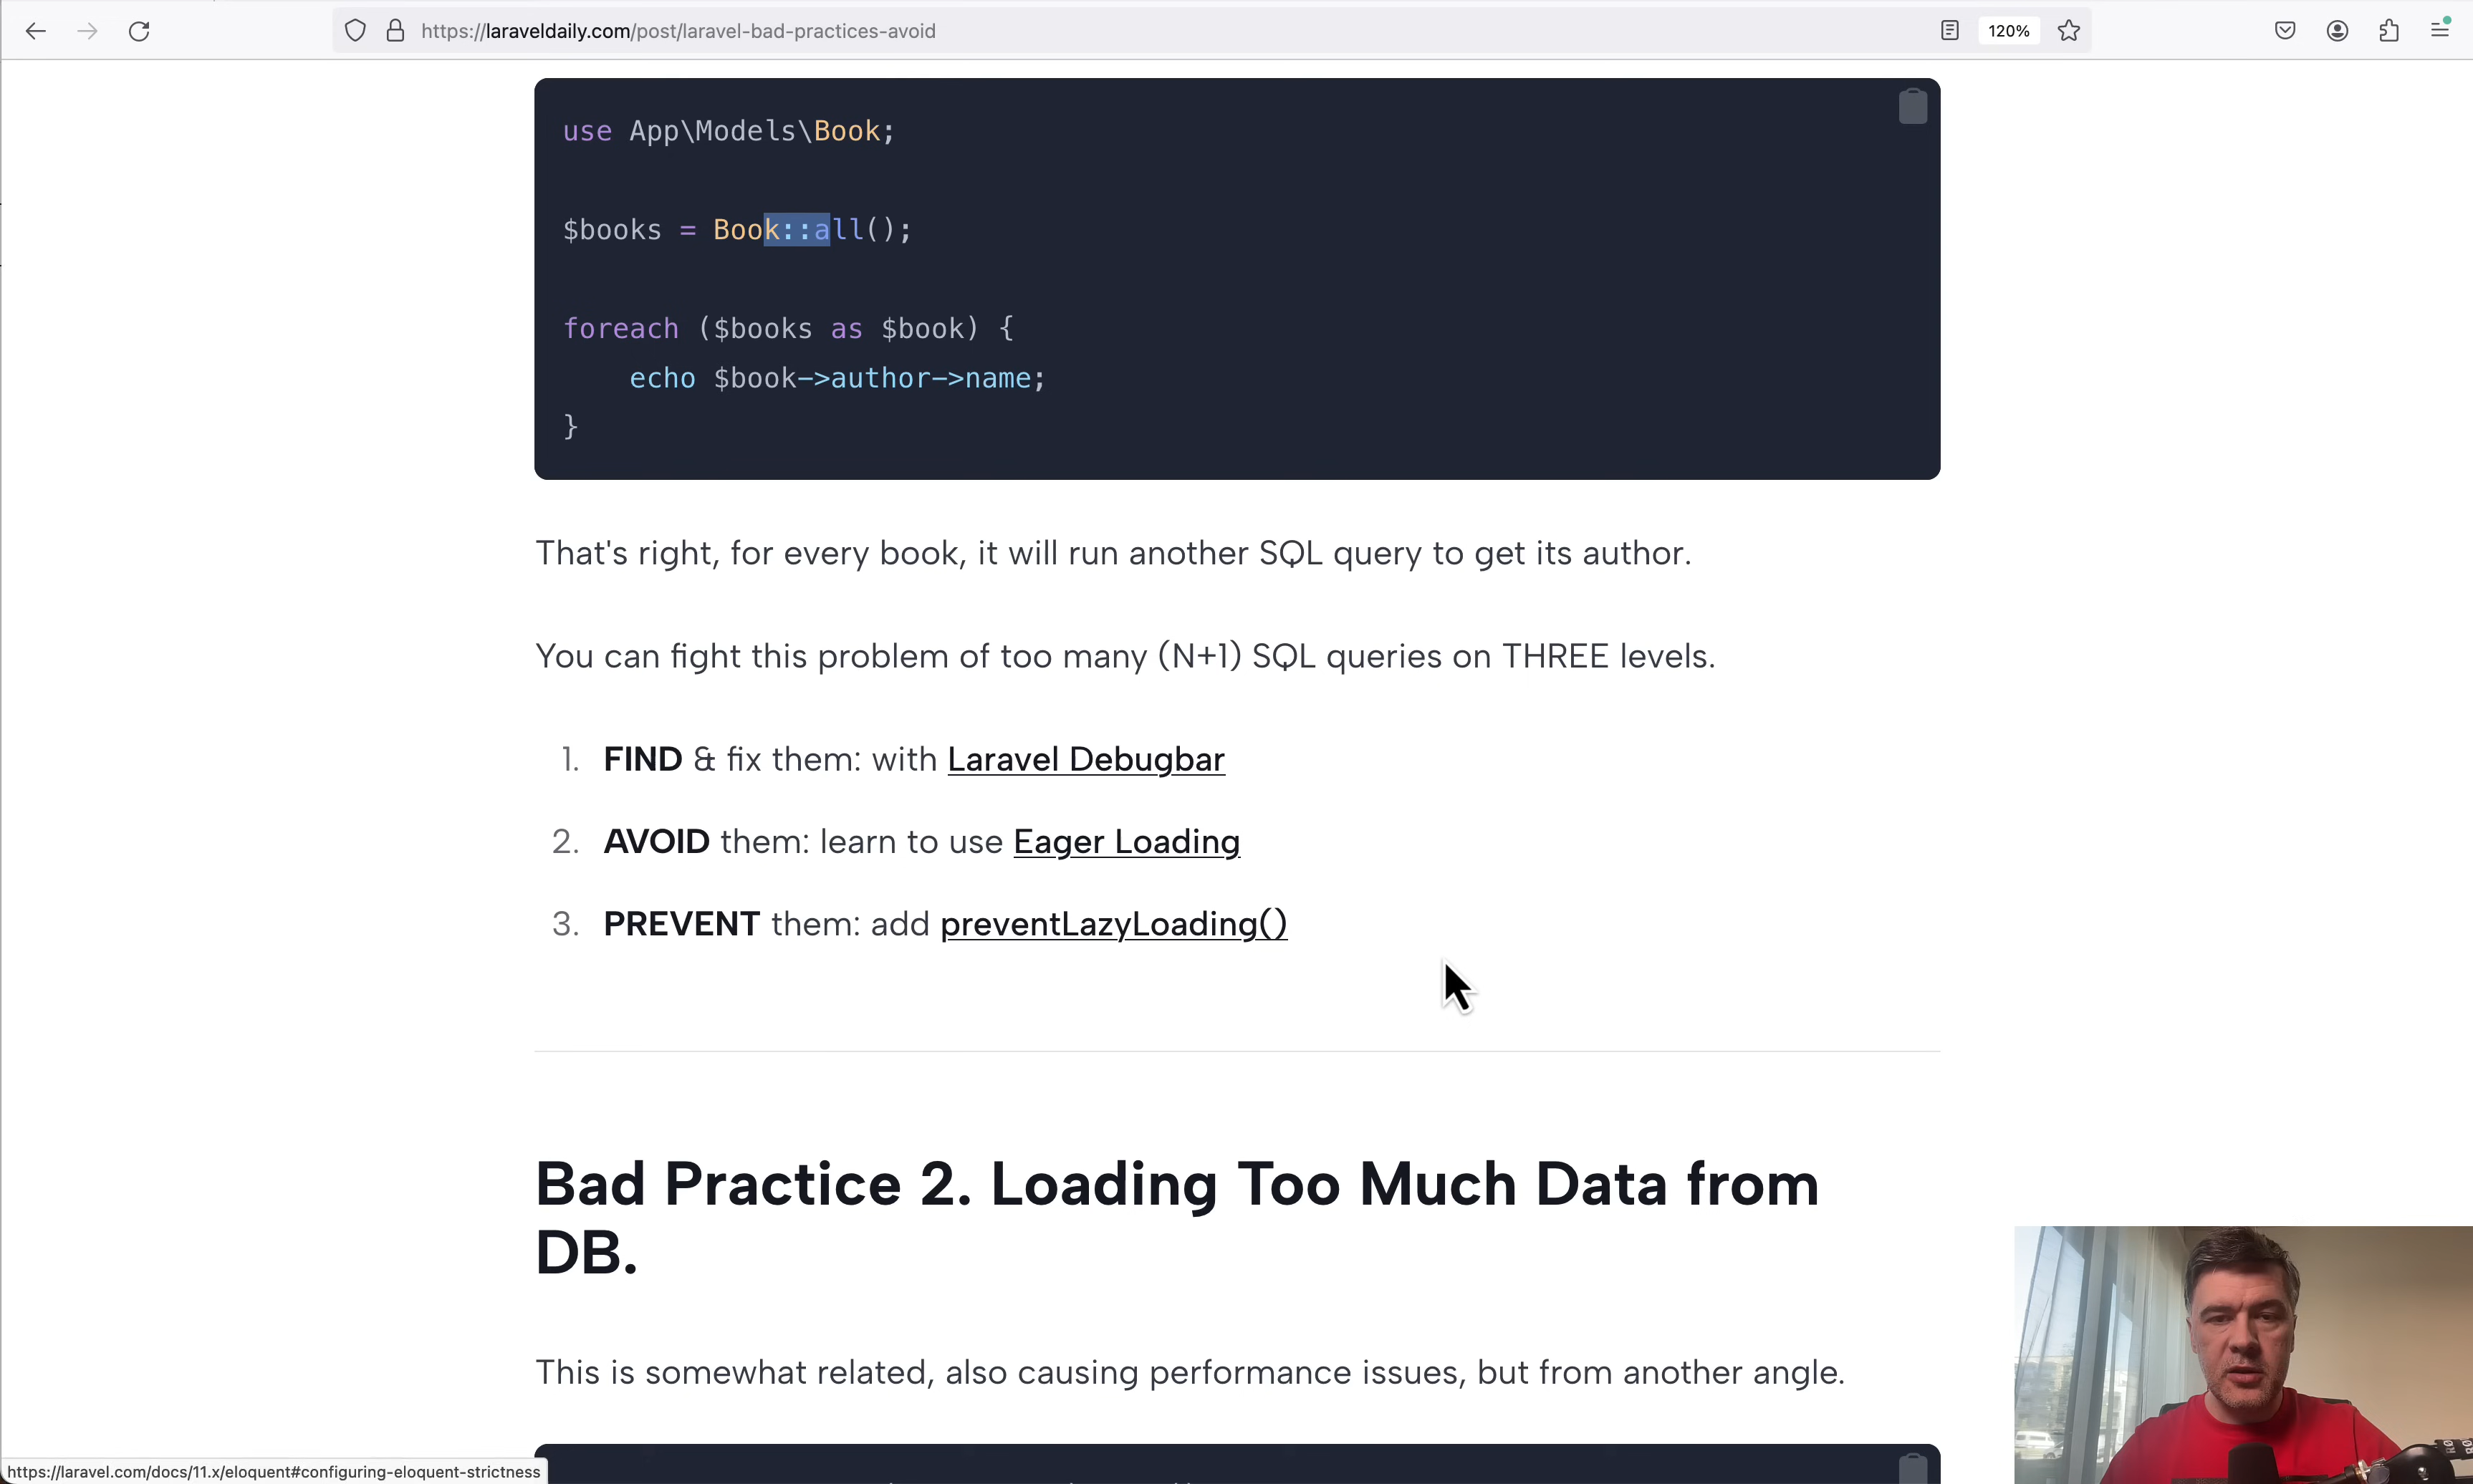 https://laraveldaily.com/post/laravel-bad-practices-avoid
120%
use App\Models\Book;
$books = Book::all();
foreach ($books as $book) {
echo $book->author->name;
}
That's right, for every book, it will run another SQL query to get its author.
You can fight this problem of too many (N+1) SQL queries on THREE levels.
1. FIND & fix them: with Laravel Debugbar
2. AVOID them: learn to use Eager Loading
3. PREVENT them: add preventLazyLoading()
Bad Practice 2. Loading Too Much Data from
DB.
This is somewhat related, also causing performance issues, but from another angle.
https://laravel.com/docs/11.x/eloquent#configuring-eloquent-strictness